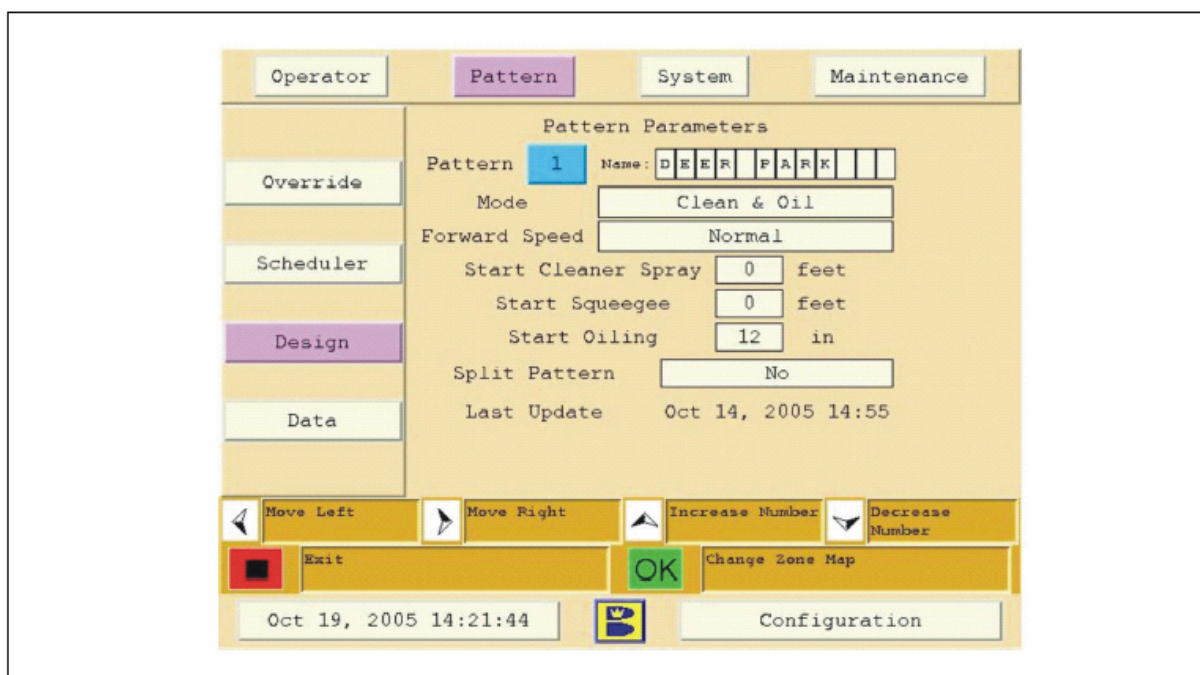 Operator Pattern System Maintenance
Pattern Parameters
Pattern 1 Name: DEER PARK
Override
Mode Clean & Oil
Forward Speed Normal
Scheduler
Start Cleaner Spray 0 feet
Start Squeegee 0 feet
Design
Start Oiling 12 in
Split Pattern No
Data
Last Update Oct 14, 2005 14:55
Move Left Move Right Increase Number Decrease
Number
Exit OK Change Zone Map
Oct 19, 2005 14:21:44 B Configuration